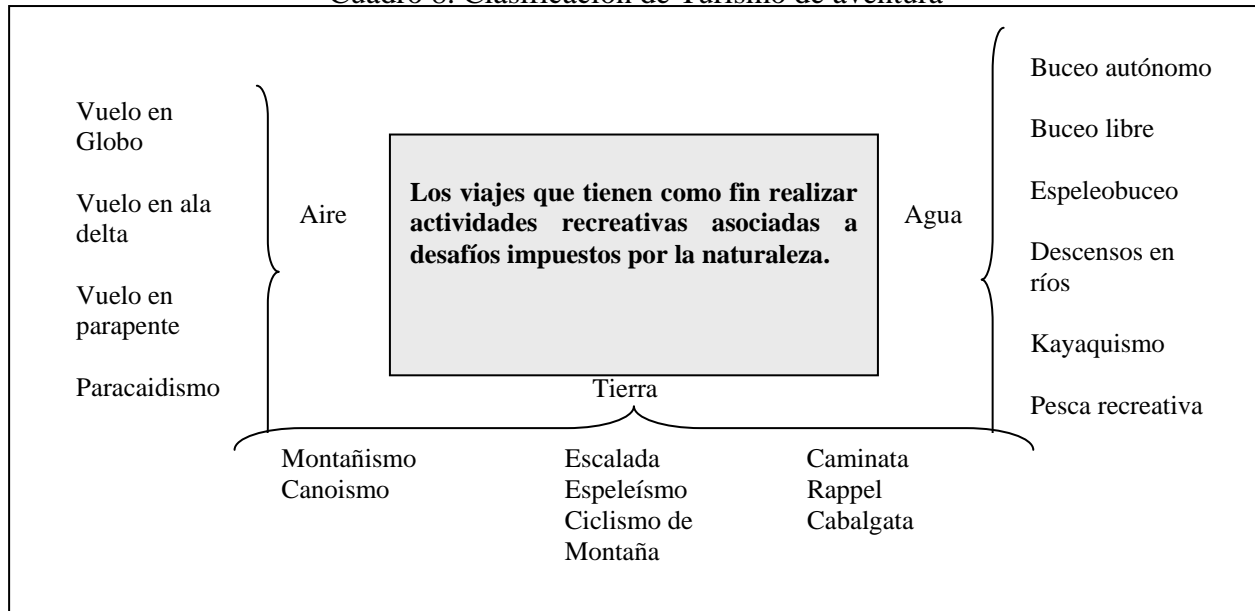 Cuadro 8. Clasificación de Turismo de aventura
Vuelo en
Globo
Vuelo en ala
delta
Vuelo en
parapente
Paracaidismo
Aire
Los viajes que tienen como fin realizar
actividades recreativas asociadas a
desafíos impuestos por la naturaleza.
Agua
Buceo autónomo
Buceo libre
Espeleobuceo
Descensos en
ríos
Kayaquismo
Pesca recreativa
Tierra
Montañismo
Canoismo
Escalada
Espeleísmo
Ciclismo de
Montaña
Caminata
Rappel
Cabalgata